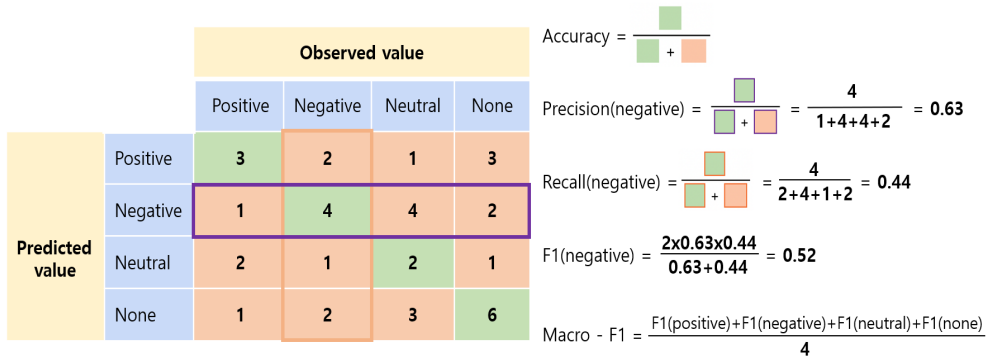 Observed value
Positive Negative Neutral None
Predicted value
Positive 3 2 1 3
Negative 1 4 4 2
Neutral 2 1 2 1
None 1 2 3 6
Accuracy = +
Precision(negative) = + = 4 / 1+4+4+2 = 0.63
Recall(negative) = + = 4 / 2+4+1+2 = 0.44
F1(negative) = 2x0.63x0.44 / 0.63+0.44 = 0.52
Macro - F1 = F1(positive)+F1(negative)+F1(neutral)+F1(none) / 4